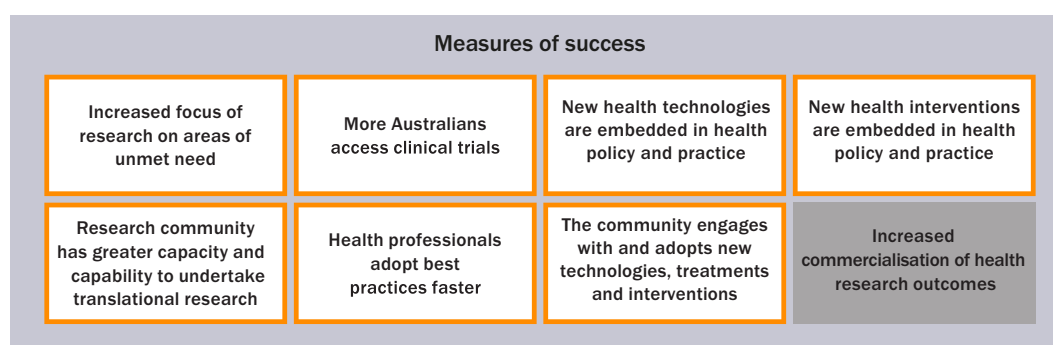 Measures of success
Increased focus of
research on areas of
unmet need
More Australians
access clinical trials
New health technologies
are embedded in health
policy and practice
New health interventions
are embedded in health
policy and practice
Research community
has greater capacity and
capability to undertake
translational research
Health professionals
adopt best
practices faster
The community engages
with and adopts new
technologies, treatments
and interventions
Increased
commercialisation of health
research outcomes